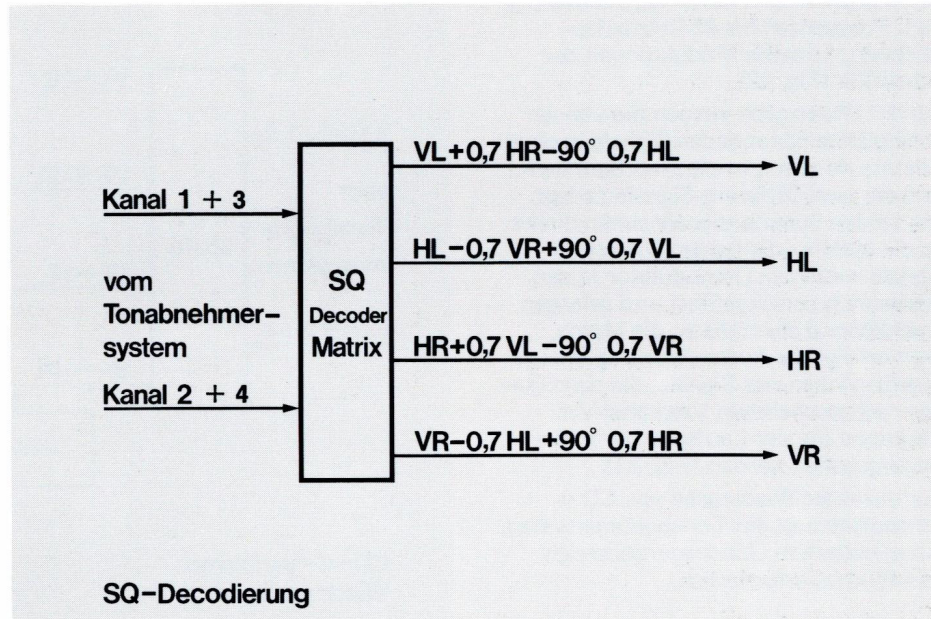 VL+0,7 HR−90° 0,7 HL
VL
Kanal 1 + 3
HL−0,7 VR+90° 0,7 VL
HL
vom
Tonabnehmer−
system
SQ
Decoder
Matrix
HR+0,7 VL−90° 0,7 VR
HR
Kanal 2 + 4
VR−0,7 HL+90° 0,7 HR
VR
SQ−Decodierung